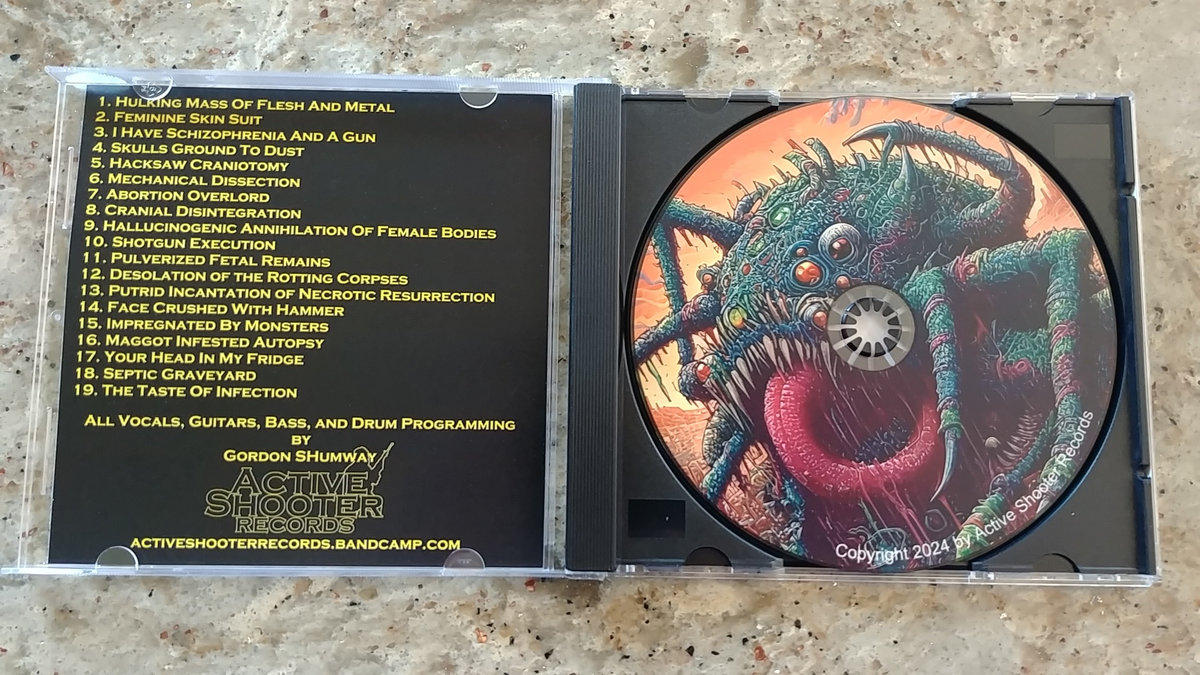 1. Hulking Mass Of Flesh And Metal
2. Feminine Skin Suit
3. I Have Schizophrenia And A Gun
4. Skulls Ground To Dust
5. Hacksaw Craniotomy
6. Mechanical Dissection
7. Abortion Overlord
8. Cranial Disintegration
9. Hallucinogenic Annihilation Of Female Bodies
10. Shotgun Execution
11. Pulverized Fetal Remains
12. Desolation of the Rotting Corpses
13. Putrid Incantation of Necrotic Resurrection
14. Face Crushed With Hammer
15. Impregnated By Monsters
16. Maggot Infested Autopsy
17. Your Head In My Fridge
18. Septic Graveyard
19. The Taste Of Infection
All Vocals, Guitars, Bass, and Drum Programming
by
Gordon SHumway
Active
Shooter
Records
activeshooterrecords.bandcamp.com
Copyright 2024 by Active Shooter Records